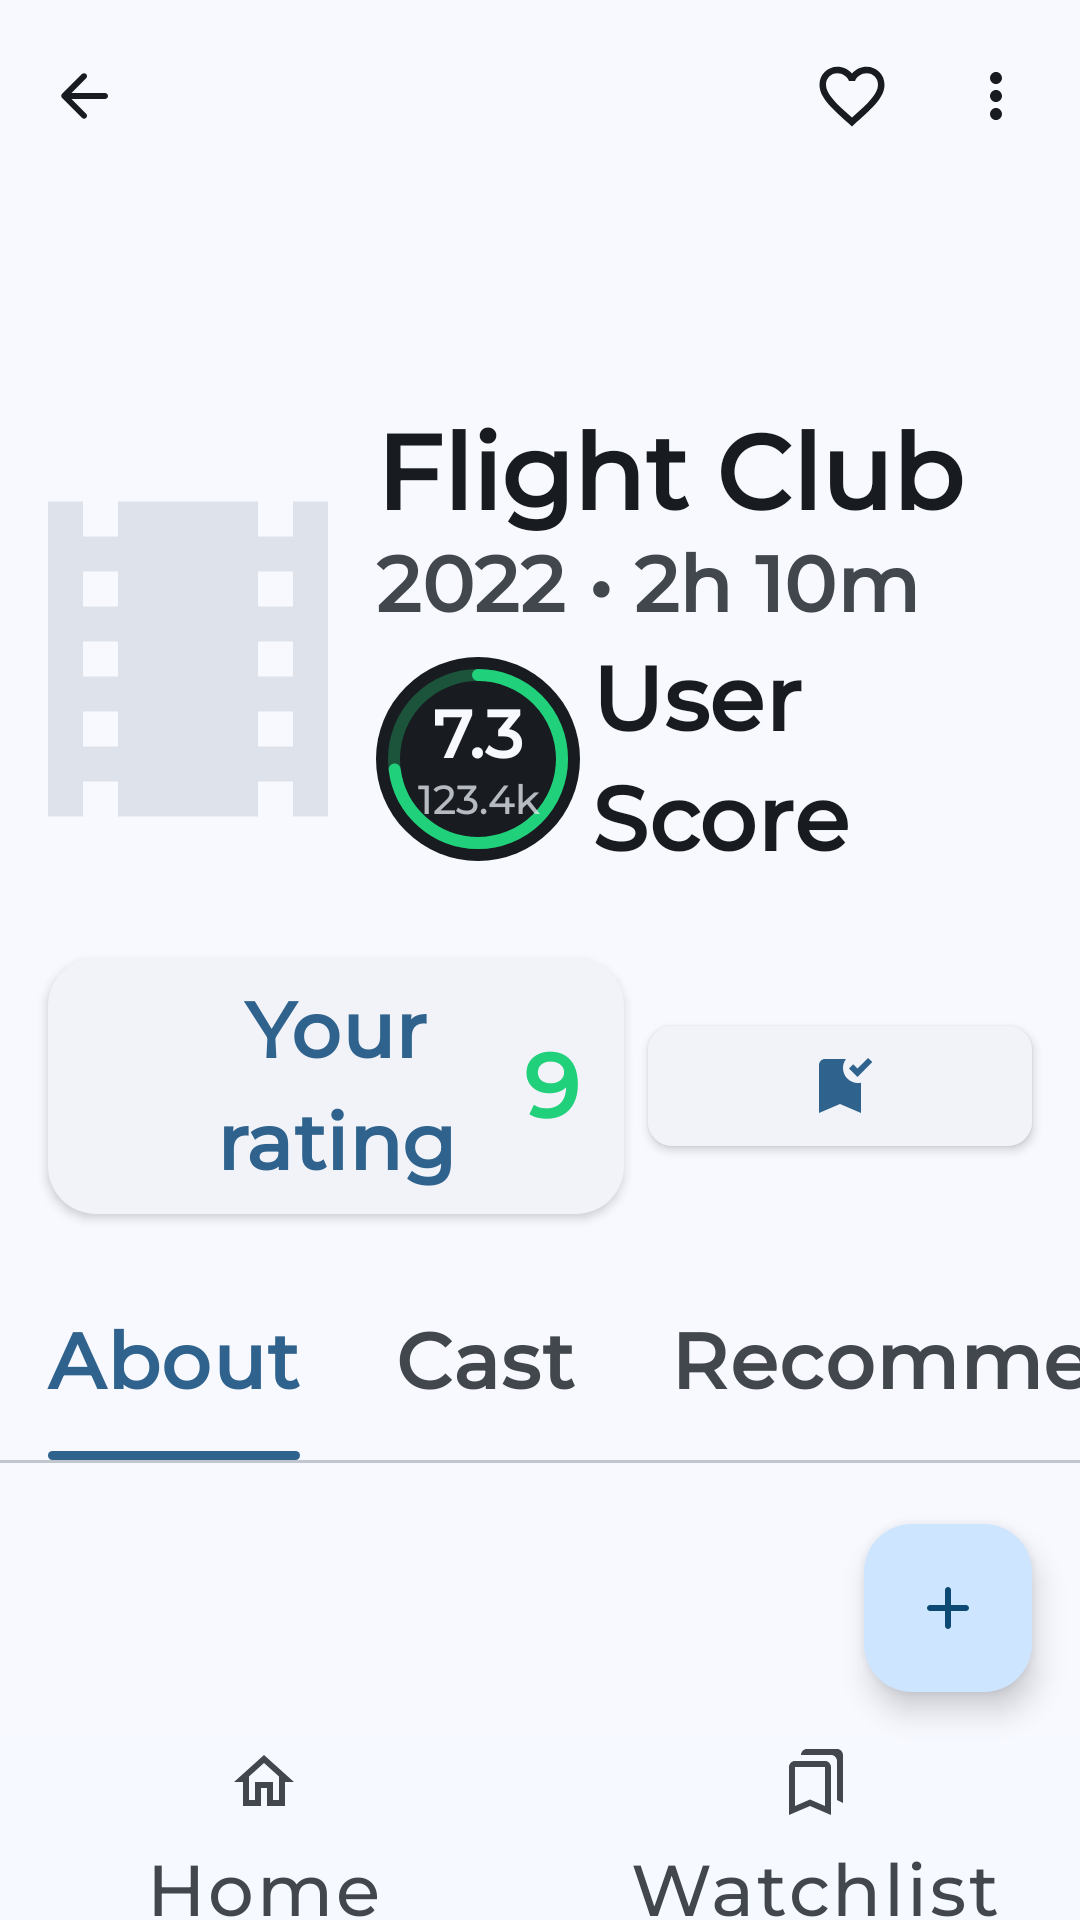 Flight Club
2022 • 2h 10m
7.3
123.4k
User
Score
Your
rating
9
About Cast Recomme
Home Watchlist